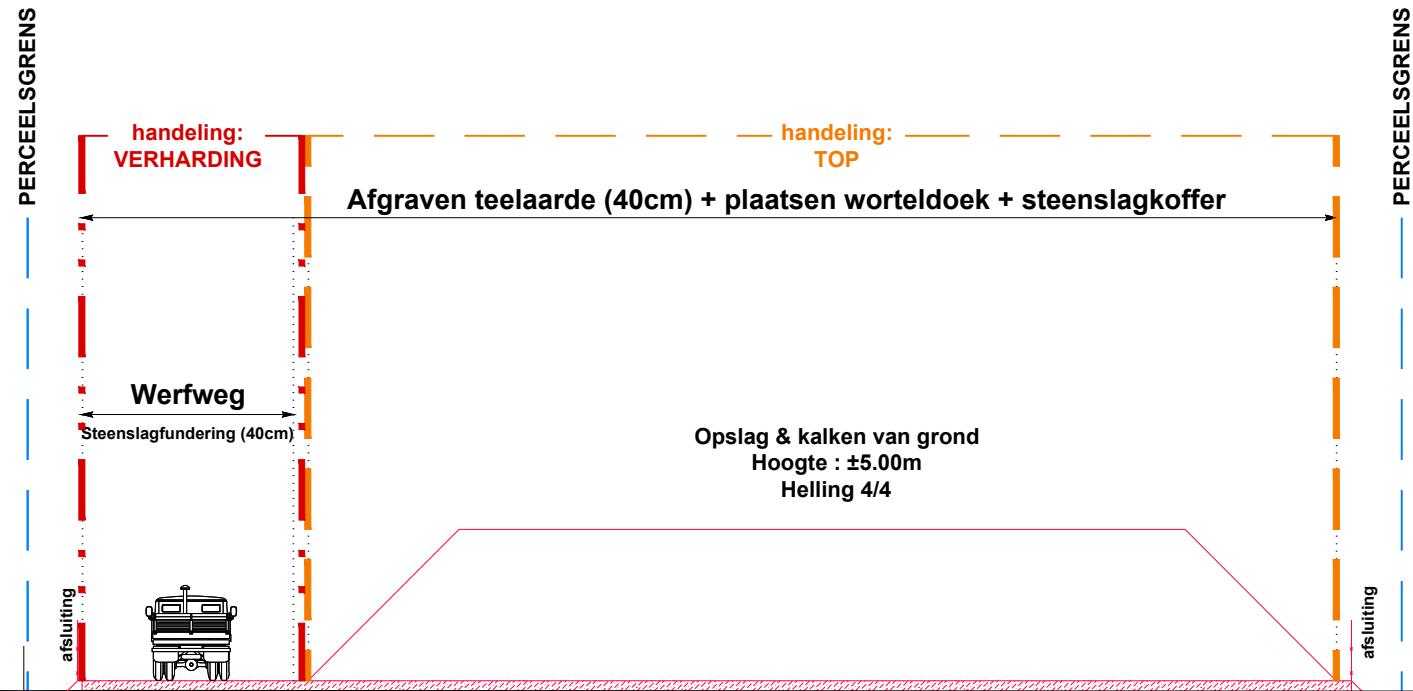 PERCEELSGRENS
PERCEELSGRENS
handeling:
VERHARDING
handeling:
TOP
Afgraven teelaarde (40cm) + plaatsen worteldoek + steenslagkoffer
Werfweg
Steenslagfundering (40cm)
Opslag & kalken van grond
Hoogte : ±5.00m
Helling 4/4
afsluiting
afsluiting